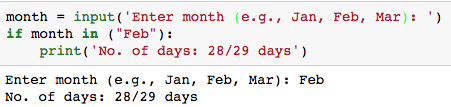 month = input('Enter month (e.g., Jan, Feb, Mar): ')
if month in ("Feb"):
    print('No. of days: 28/29 days')
Enter month (e.g., Jan, Feb, Mar): Feb
No. of days: 28/29 days